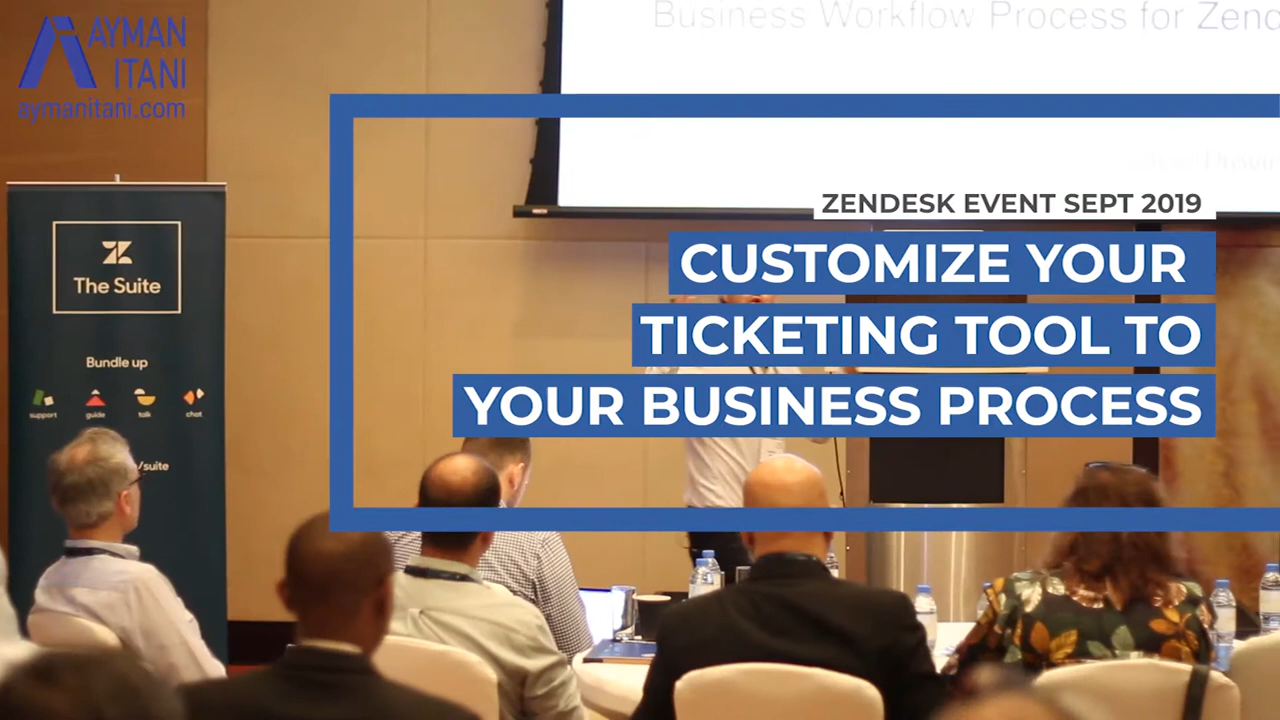 AYMAN
ITANI
aymanitani.com
Business Workflow Process for Zend
The Suite
Bundle up
support guide talk chat
/suite
ZENDESK EVENT SEPT 2019
CUSTOMIZE YOUR
TICKETING TOOL TO
YOUR BUSINESS PROCESS